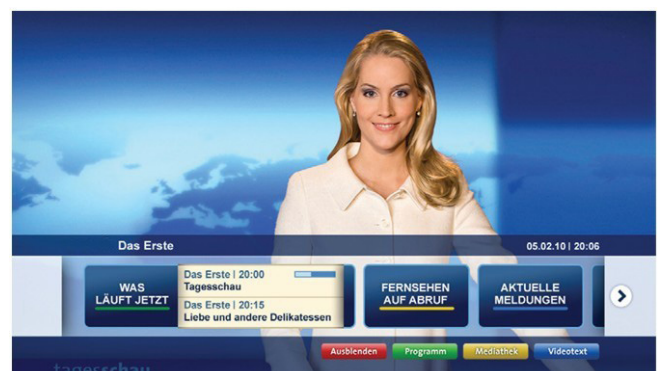 Das Erste
05.02.10 | 20:06
WAS
LÄUFT JETZT
Das Erste | 20:00
Tagesschau
Das Erste | 20:15
Liebe und andere Delikatessen
FERNSEHEN
AUF ABRUF
AKTUELLE
MELDUNGEN
Ausblenden
Programm
Mediathek
Videotext
tagesschau